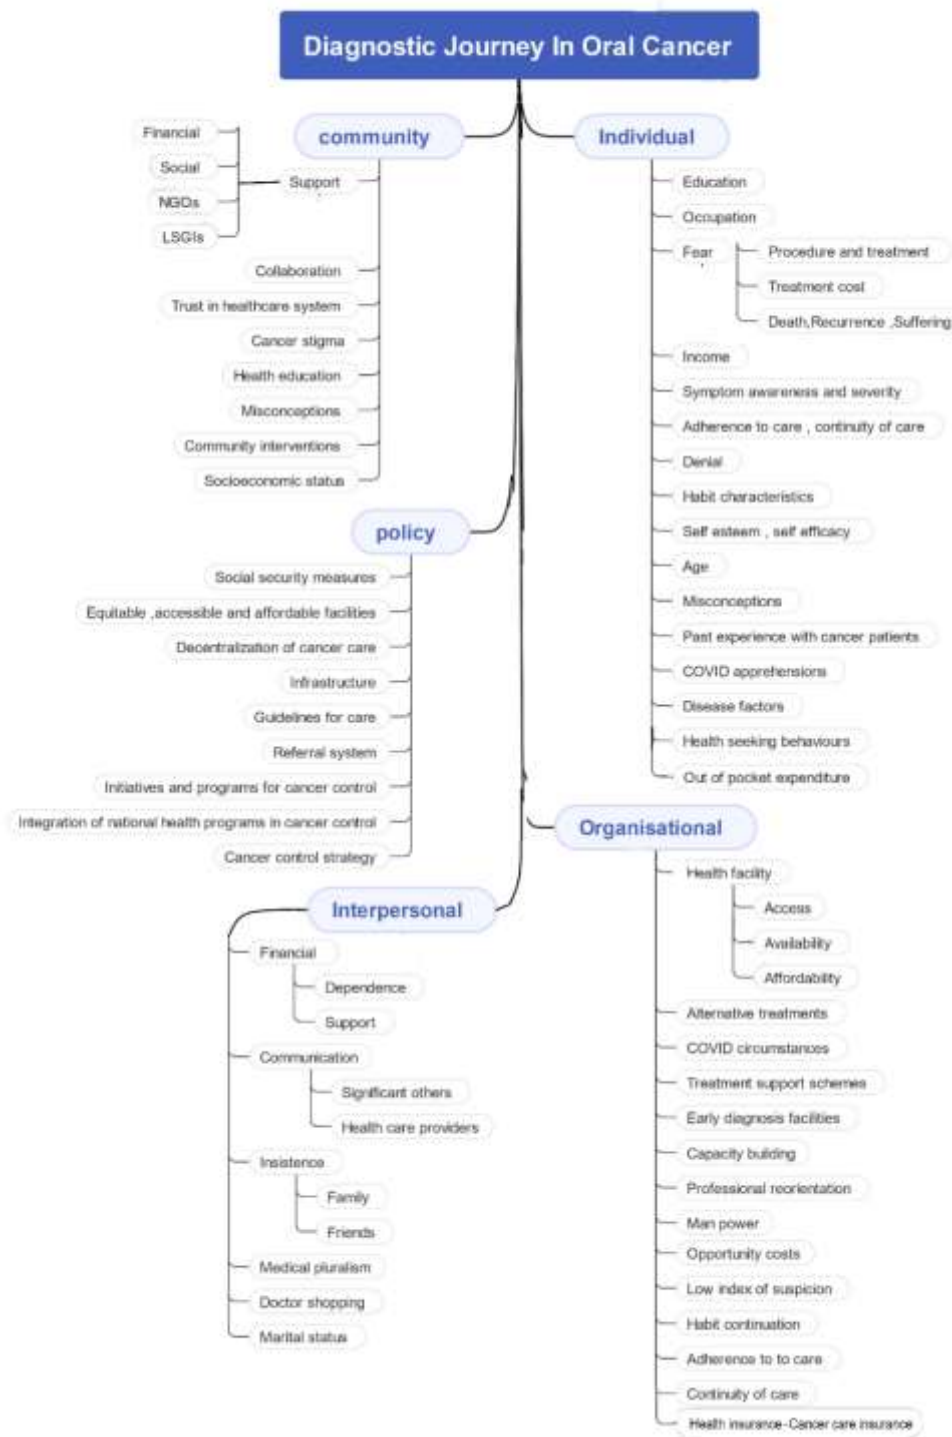 Diagnostic Journey In Oral Cancer
community
Support
Financial
Social
NGOs
LSGIs
Collaboration
Trust in healthcare system
Cancer stigma
Health education
Misconceptions
Community interventions
Socioeconomic status
Individual
Education
Occupation
Fear
Procedure and treatment
Treatment cost
Death,Recurrence ,Suffering
Income
Symptom awareness and severity
Adherence to care , continuity of care
Denial
Habit characteristics
Self esteem , self efficacy
Age
Misconceptions
Past experience with cancer patients
COVID apprehensions
Disease factors
Health seeking behaviours
Out of pocket expenditure
policy
Social security measures
Equitable ,accessible and affordable facilities
Decentralization of cancer care
Infrastructure
Guidelines for care
Referral system
Initiatives and programs for cancer control
Integration of national health programs in cancer control
Cancer control strategy
Organisational
Health facility
Access
Availability
Affordability
Alternative treatments
COVID circumstances
Treatment support schemes
Early diagnosis facilities
Capacity building
Professional reorientation
Man power
Opportunity costs
Low index of suspicion
Habit continuation
Adherence to to care
Continuity of care
Health insurance-Cancer care insurance
Interpersonal
Financial
Dependence
Support
Communication
Significant others
Health care providers
Insistence
Family
Friends
Medical pluralism
Doctor shopping
Marital status